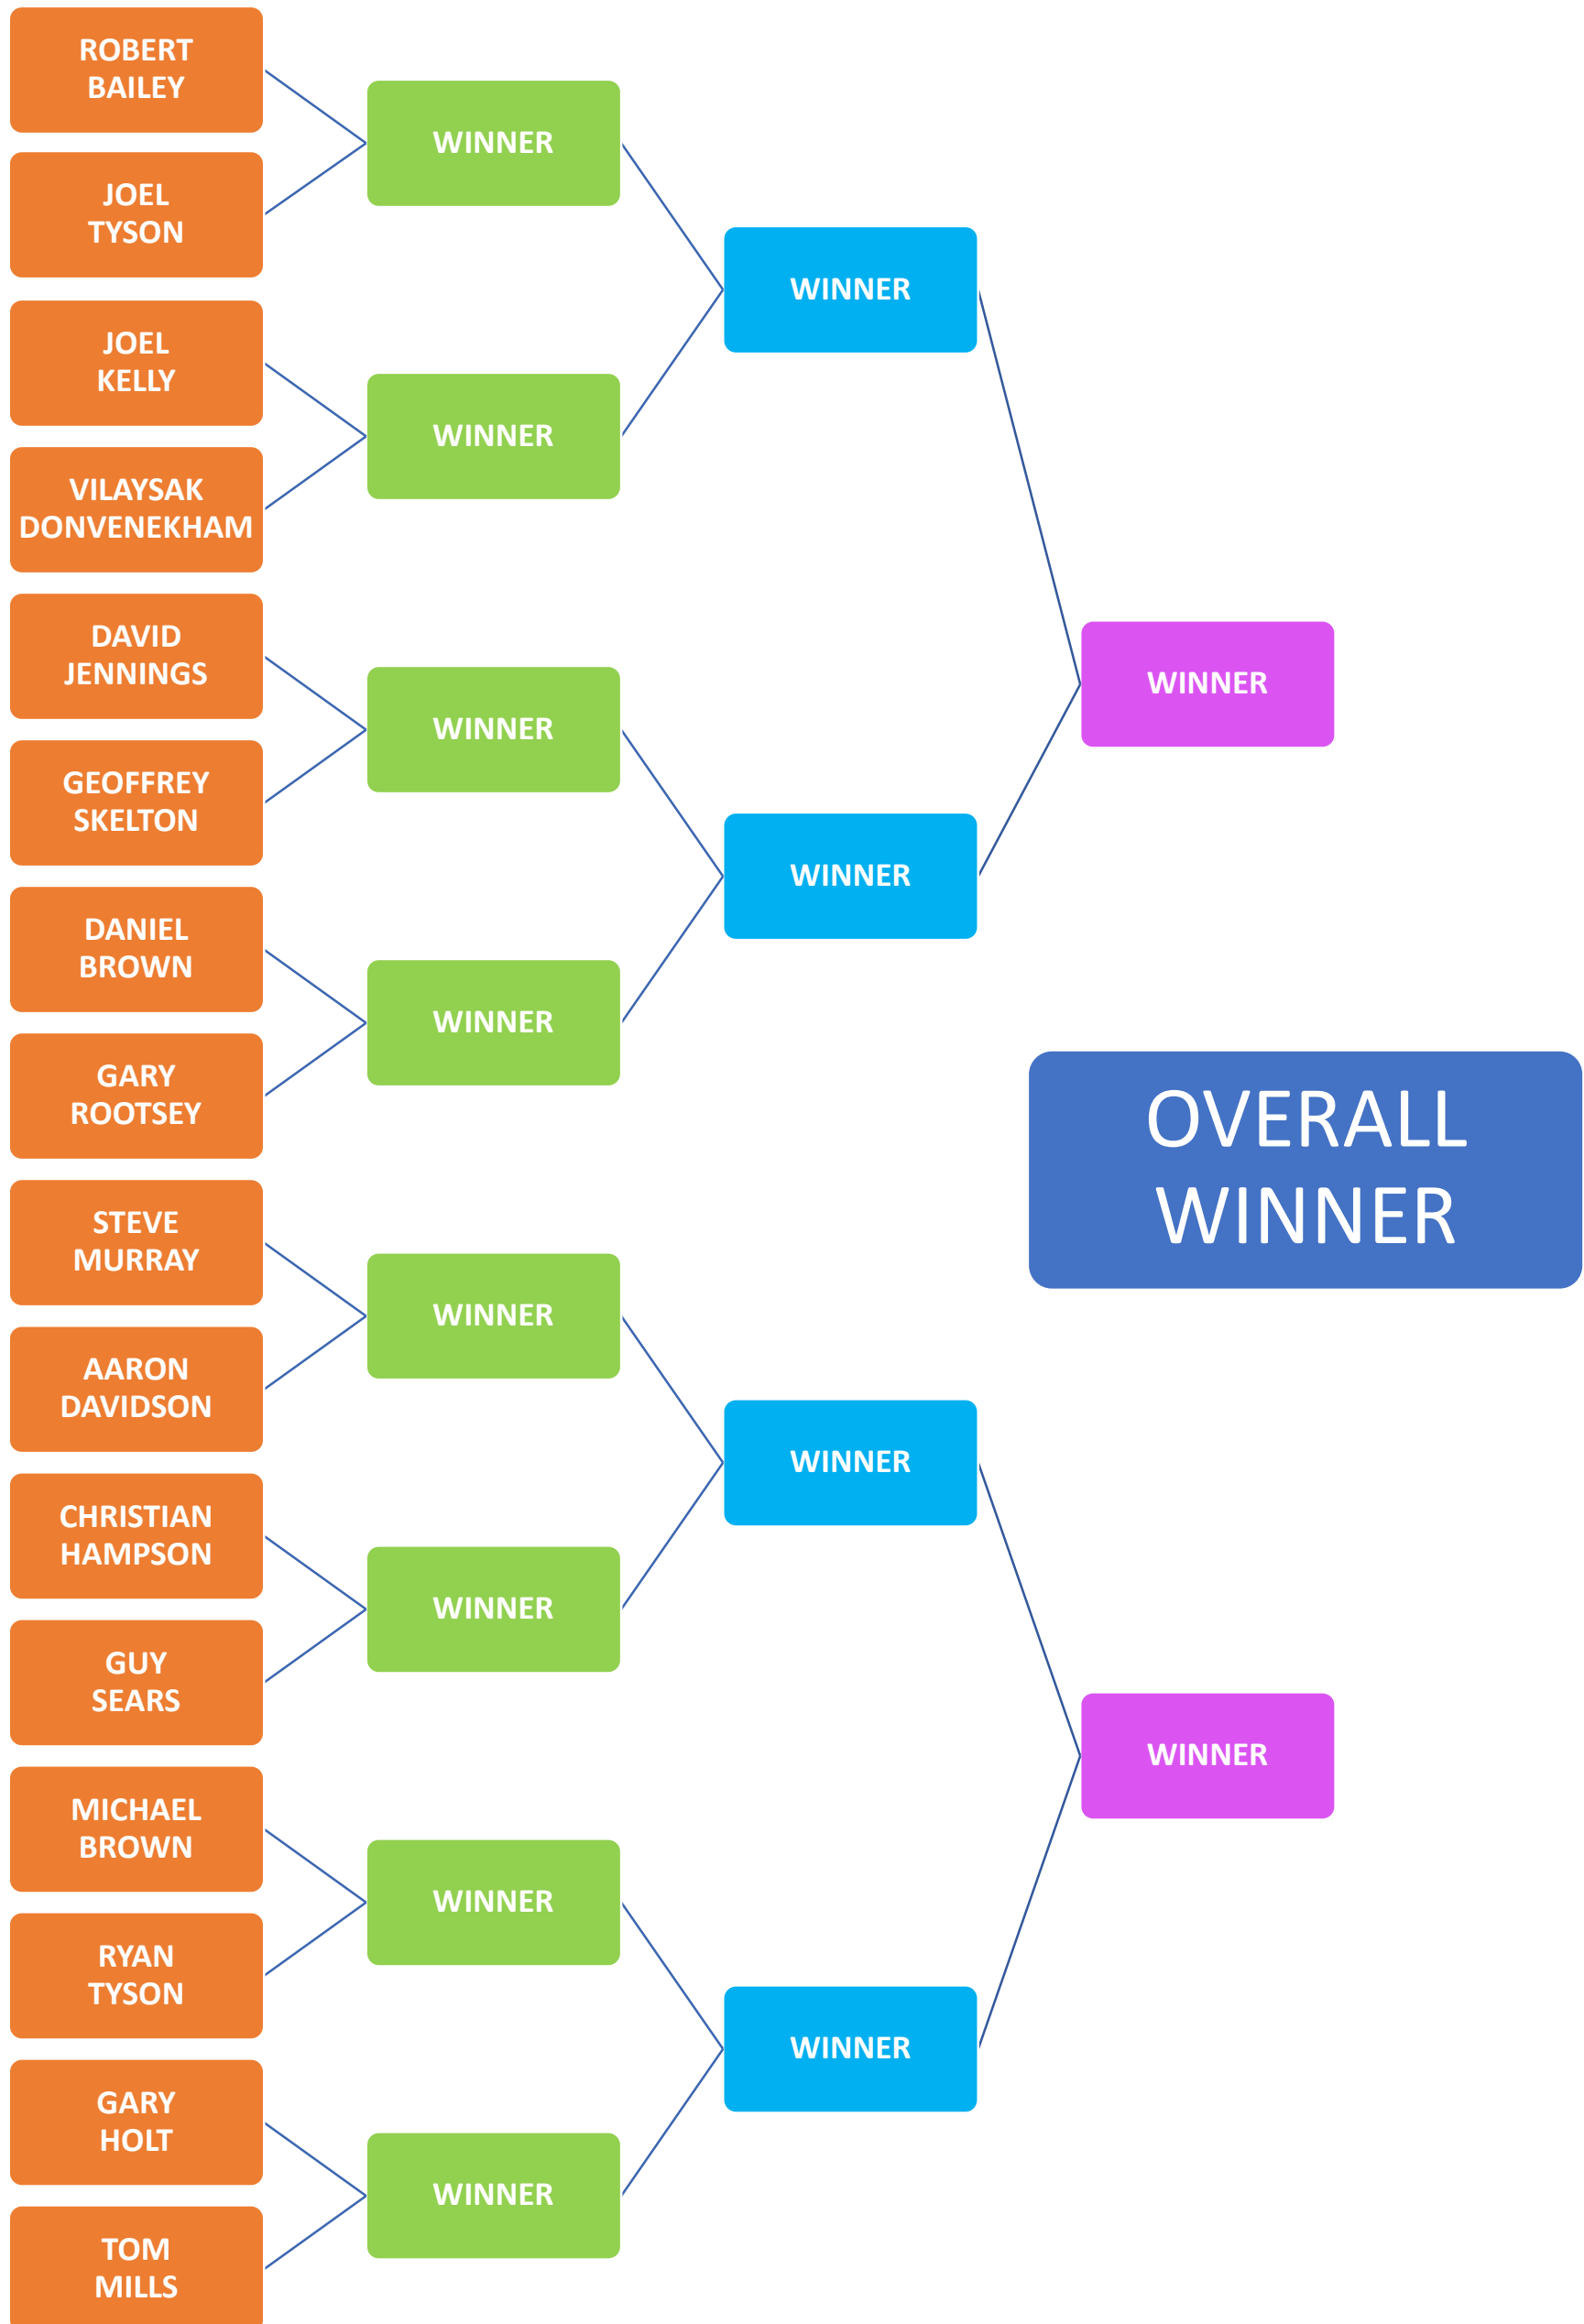 ROBERT
BAILEY
JOEL
TYSON
JOEL
KELLY
VILAYSAK
DONVENEKHAM
DAVID
JENNINGS
GEOFFREY
SKELTON
DANIEL
BROWN
GARY
ROOTSEY
STEVE
MURRAY
AARON
DAVIDSON
CHRISTIAN
HAMPSON
GUY
SEARS
MICHAEL
BROWN
RYAN
TYSON
GARY
HOLT
TOM
MILLS
WINNER
WINNER
WINNER
WINNER
WINNER
WINNER
WINNER
WINNER
WINNER
WINNER
WINNER
WINNER
WINNER
WINNER
OVERALL
WINNER